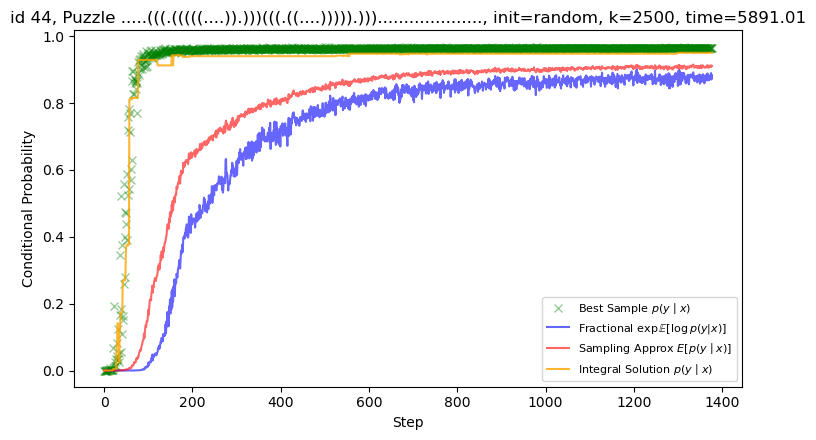 id 44, Puzzle .....(((.(((((....)).)))(((.((....))))).)))....................., init=random, k=2500, time=5891.01
1.0
0.8
0.6
0.4
0.2
0.0
Conditional Probability
Best Sample p(y | x)
Fractional exp 𝔼[log p(y|x)]
Sampling Approx E[p(y | x)]
Integral Solution p(y | x)
0
200
400
600
800
1000
1200
1400
Step